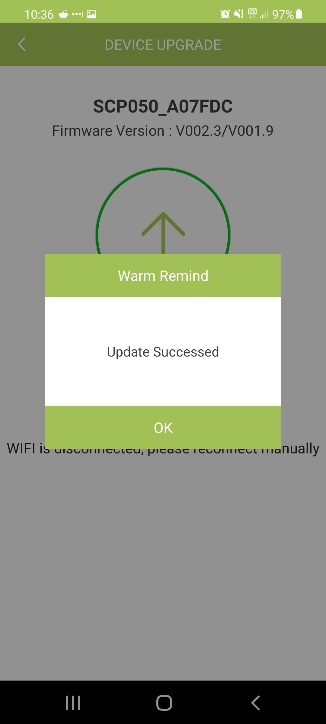 10:36
97%
DEVICE UPGRADE
SCP050_A07FDC
Firmware Version : V002.3/V001.9
Warm Remind
Update Successed
OK
WIFI is disconnected, please reconnect manually